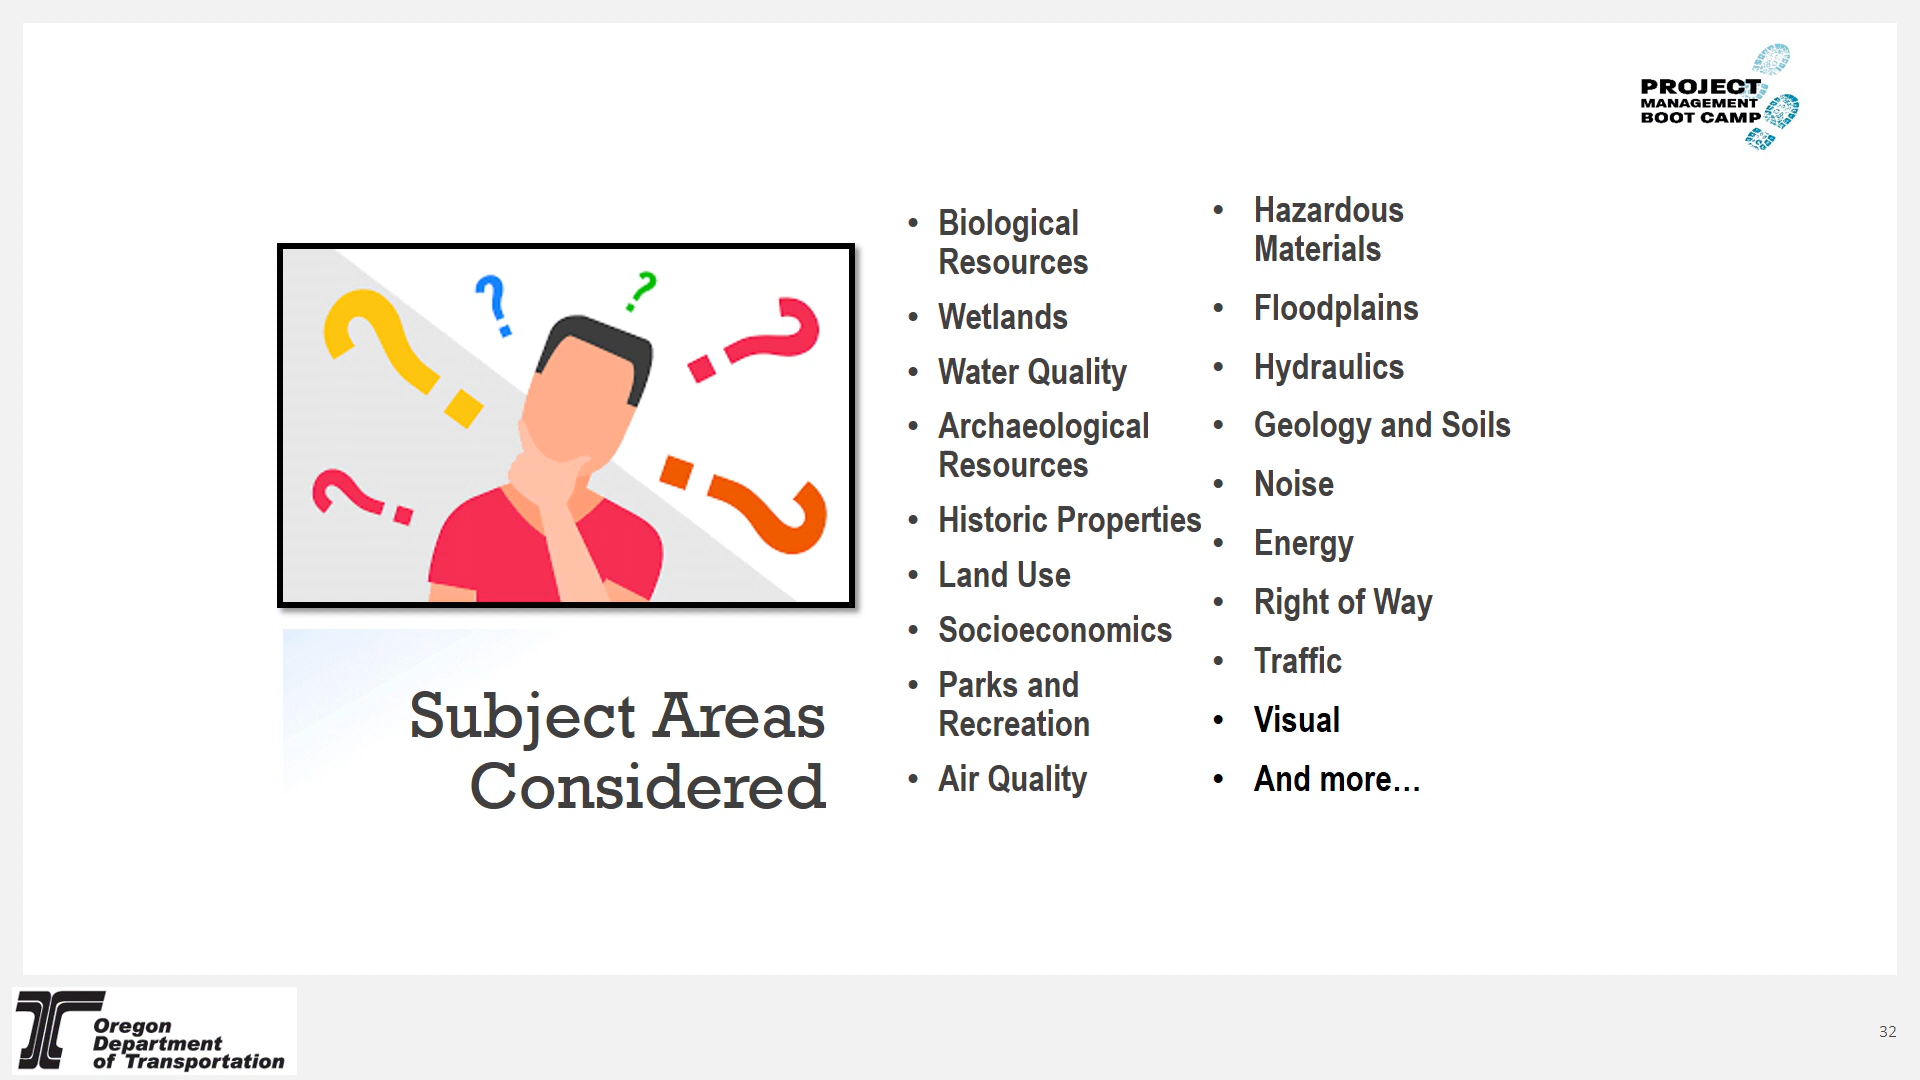 PROJECT
MANAGEMENT
BOOT CAMP
Subject Areas
Considered
• Biological
Resources
• Wetlands
• Water Quality
• Archaeological
Resources
• Historic Properties
• Land Use
• Socioeconomics
• Parks and
Recreation
• Air Quality
• Hazardous
Materials
• Floodplains
• Hydraulics
• Geology and Soils
• Noise
• Energy
• Right of Way
• Traffic
• Visual
• And more…
Oregon
Department
of Transportation
32